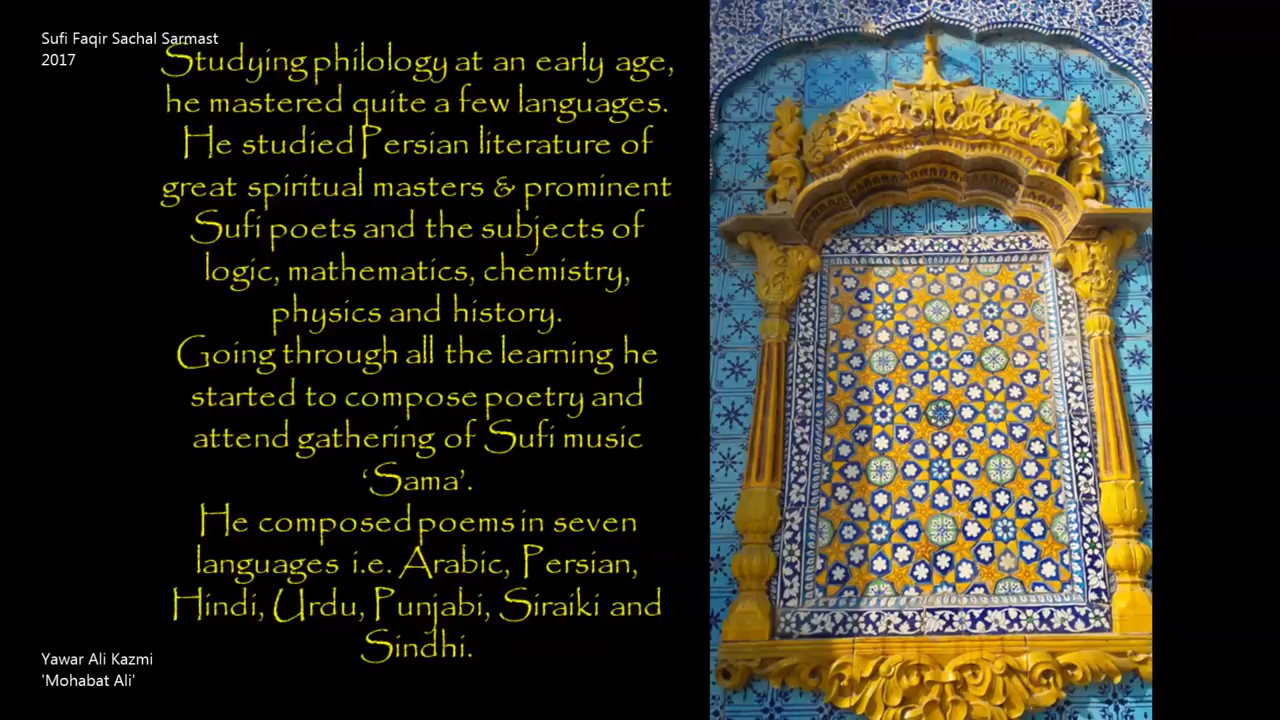 Sufi Faqir Sachal Sarmast
2017
Studying philology at an early age,
he mastered quite a few languages.
He studied Persian literature of
great spiritual masters & prominent
Sufi poets and the subjects of
logic, mathematics, chemistry,
physics and history.
Going through all the learning he
started to compose poetry and
attend gathering of Sufi music
‘Sama’.
He composed poems in seven
languages i.e. Arabic, Persian,
Hindi, Urdu, Punjabi, Siraiki and
Sindhi.
Yawar Ali Kazmi
'Mohabat Ali'